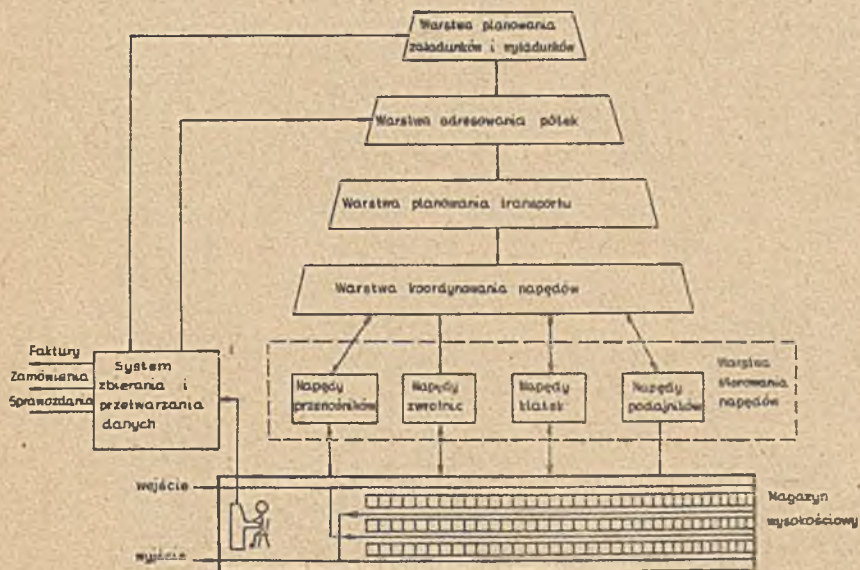 Warstwa planowania
załadunków i wyładunków
Warstwa adresowania półek
Warstwa planowania transportu
Warstwa koordynowania napędów
Faktury
Zamówienia
Sprawozdania
System
zbierania i
przetwarzania
danych
Napędy
przenośników
Napędy
zwrotnic
Napędy
klatek
Napędy
podajników
Warstwa
sterowania
napędów
wejście
wyjście
Magazyn
wysokościowy